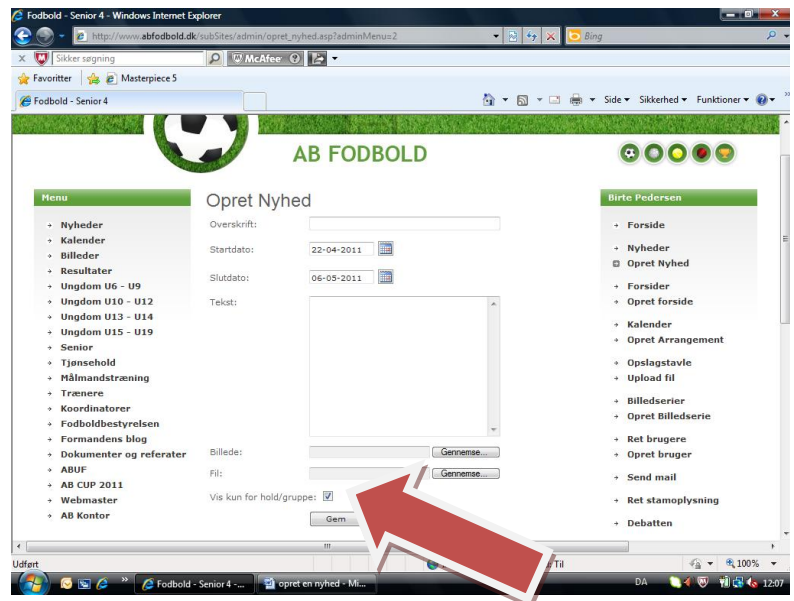 Fodbold - Senior 4 - Windows Internet Explorer
http://www.abfodbold.dk/subSites/admin/opret_nyhed.asp?adminMenu=2
Bing
Sikker søgning
McAfee
Favoritter
Masterpiece 5
Fodbold - Senior 4
Side
Sikkerhed
Funktioner
AB FODBOLD
Menu
Nyheder
Kalender
Billeder
Resultater
Ungdom U6 - U9
Ungdom U10 - U12
Ungdom U13 - U14
Ungdom U15 - U19
Senior
Tjønsehold
Målmandstræning
Trænere
Koordinatorer
Fodboldbestyrelsen
Formandens blog
Dokumenter og referater
ABUF
AB CUP 2011
Webmaster
AB Kontor
Opret Nyhed
Overskrift:
Startdato: 22-04-2011
Slutdato: 06-05-2011
Tekst:
Billede: Gennemse...
Fil: Gennemse...
Vis kun for hold/gruppe:
Gem
Birte Pedersen
Forside
Nyheder
Opret Nyhed
Forsider
Opret forside
Kalender
Opret Arrangement
Opslagstavle
Upload fil
Billedserier
Opret Billedserie
Ret brugere
Opret bruger
Send mail
Ret stamoplysning
Debatten
Udført
Til
100%
Fodbold - Senior 4 -...
opret en nyhed - Mi...
DA
12:07